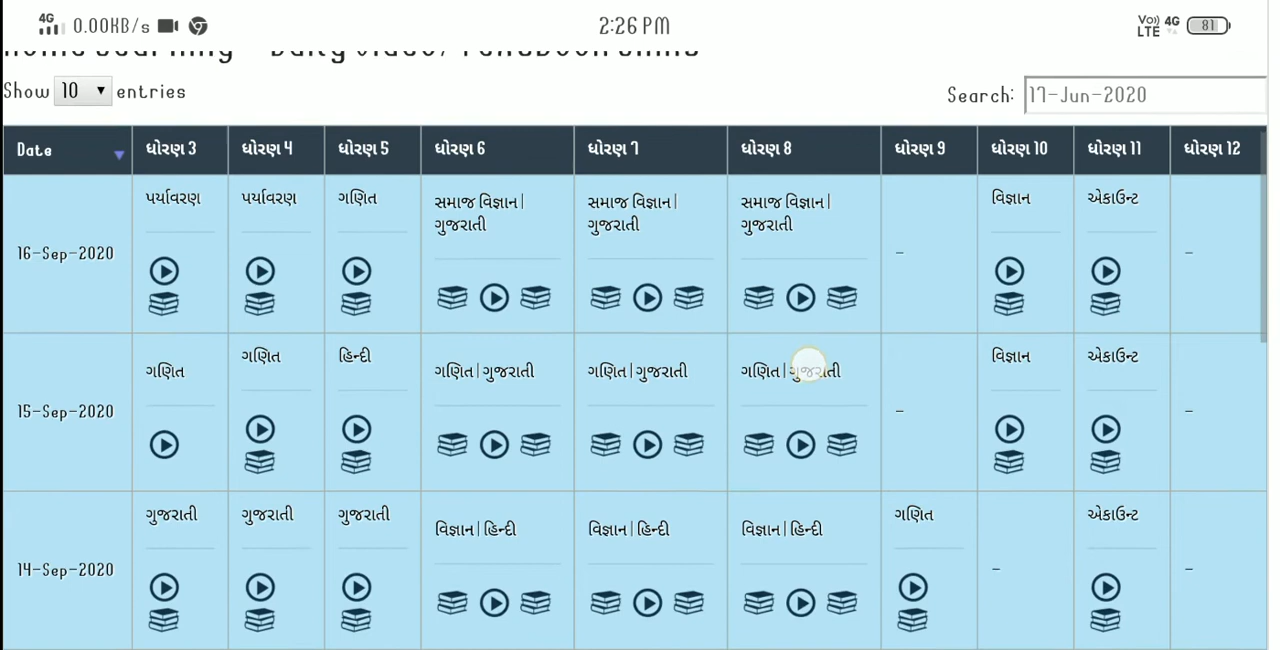 4G 0.00KB/s 2:26 PM Vo)) LTE 4G 81
Home Learning - Daily Video/
Show 10 entries Search: 17-Jun-2020
Date ધોરણ 3 ધોરણ 4 ધોરણ 5 ધોરણ 6 ધોરણ 7 ધોરણ 8 ધોરણ 9 ધોરણ 10 ધોરણ 11 ધોરણ 12
16-Sep-2020 પર્યાવરણ પર્યાવરણ ગણિત સમાજ વિજ્ઞાન | ગુજરાતી સમાજ વિજ્ઞાન | ગુજરાતી સમાજ વિજ્ઞાન | ગુજરાતી - વિજ્ઞાન એકાઉન્ટ -
15-Sep-2020 ગણિત ગણિત હિન્દી ગણિત | ગુજરાતી ગણિત | ગુજરાતી ગણિત | ગુજરાતી - વિજ્ઞાન એકાઉન્ટ -
14-Sep-2020 ગુજરાતી ગુજરાતી ગુજરાતી વિજ્ઞાન | હિન્દી વિજ્ઞાન | હિન્દી વિજ્ઞાન | હિન્દી ગણિત - એકાઉન્ટ -